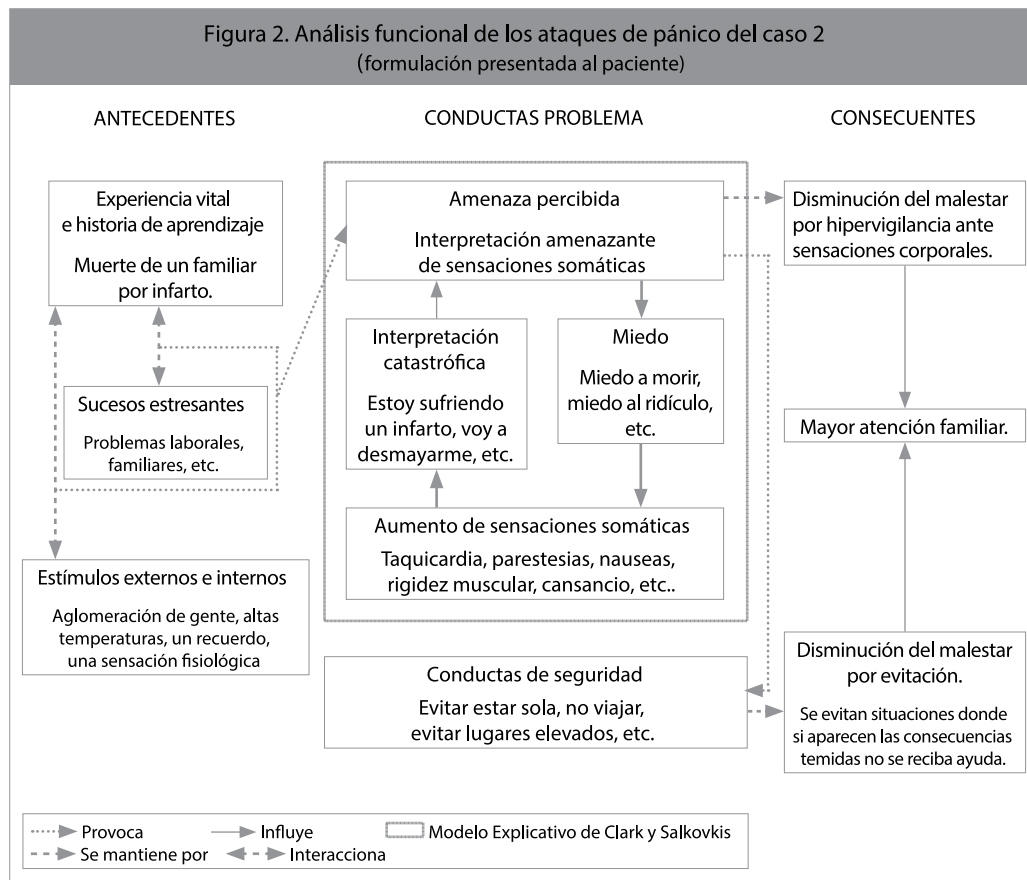 Figura 2. Análisis funcional de los ataques de pánico del caso 2
(formulación presentada al paciente)
ANTECEDENTES
Experiencia vital
e historia de aprendizaje
Muerte de un familiar
por infarto.
Sucesos estresantes
Problemas laborales,
familiares, etc.
Estímulos externos e internos
Aglomeración de gente, altas
temperaturas, un recuerdo,
una sensación fisiológica
CONDUCTAS PROBLEMA
Amenaza percibida
Interpretación amenazante
de sensaciones somáticas
Interpretación
catastrófica
Estoy sufriendo
un infarto, voy a
desmayarme, etc.
Miedo
Miedo a morir,
miedo al ridículo,
etc.
Aumento de sensaciones somáticas
Taquicardia, parestesias, nauseas,
rigidez muscular, cansancio, etc..
Conductas de seguridad
Evitar estar sola, no viajar,
evitar lugares elevados, etc.
CONSECUENTES
Disminución del malestar
por hipervigilancia ante
sensaciones corporales.
Mayor atención familiar.
Disminución del malestar
por evitación.
Se evitan situaciones donde
si aparecen las consecuencias
temidas no se reciba ayuda.
Provoca
Influye
Modelo Explicativo de Clark y Salkovkis
Se mantiene por
Interacciona